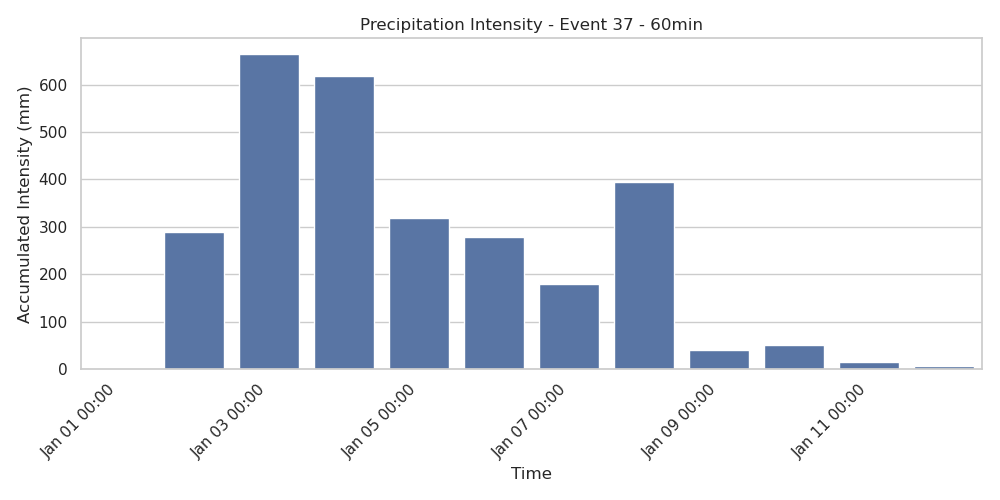 Precipitation Intensity - Event 37 - 60min
Accumulated Intensity (mm)
600
500
400
300
200
100
0
Jan 01 00:00
Jan 03 00:00
Jan 05 00:00
Jan 07 00:00
Jan 09 00:00
Jan 11 00:00
Time